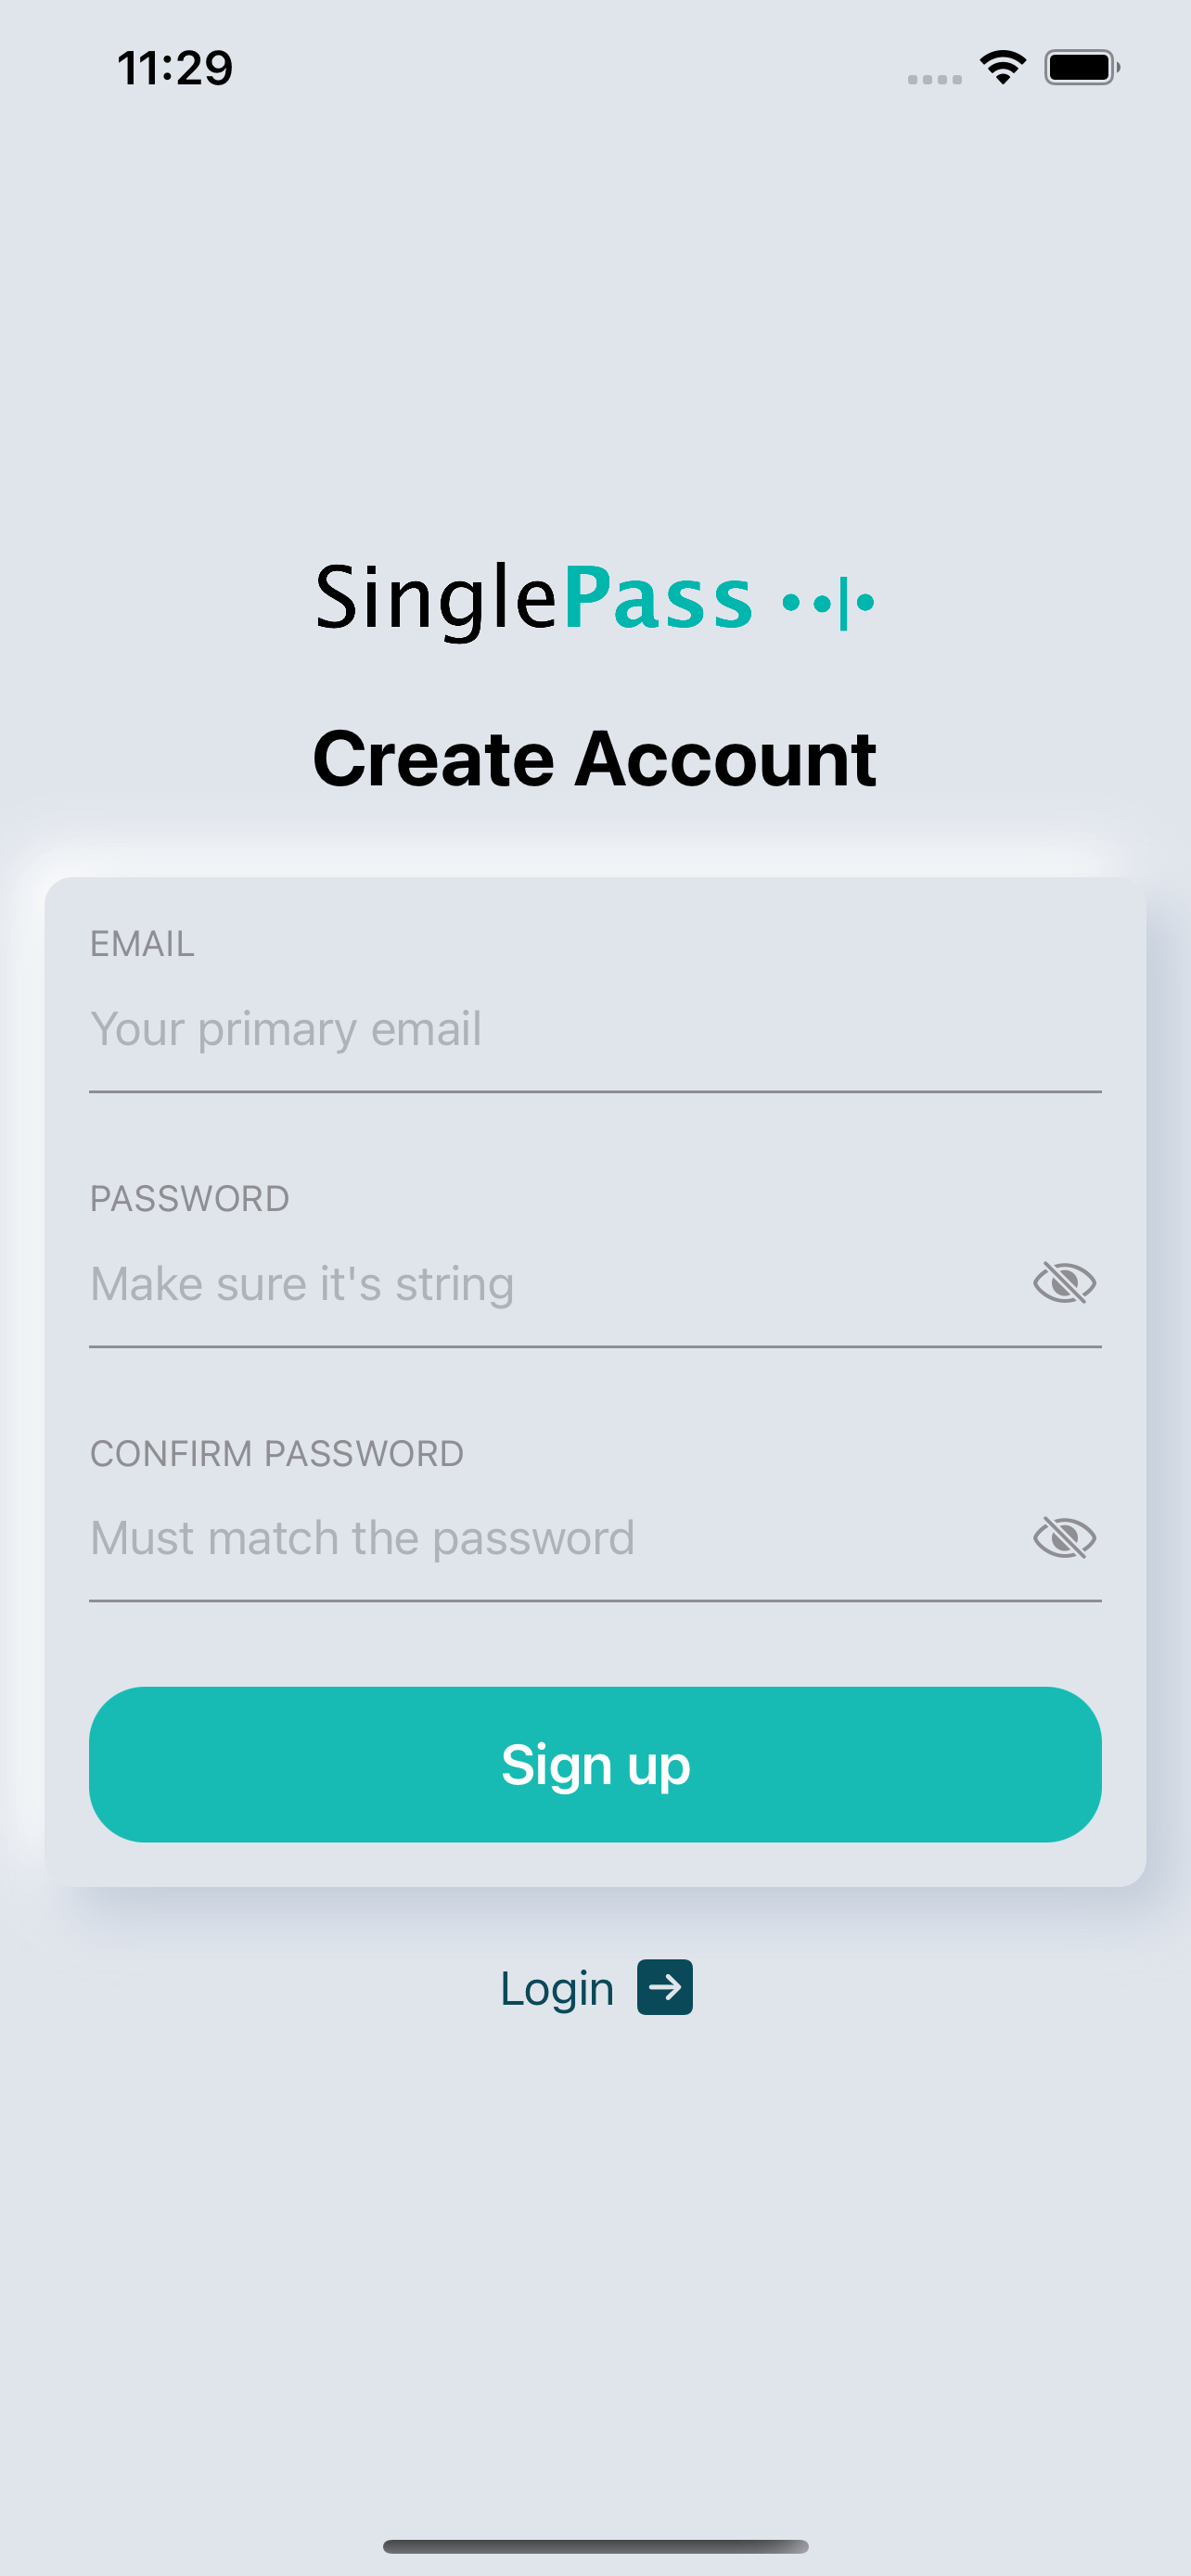 11:29
SinglePass
Create Account
EMAIL
Your primary email
PASSWORD
Make sure it's string
CONFIRM PASSWORD
Must match the password
Sign up
Login